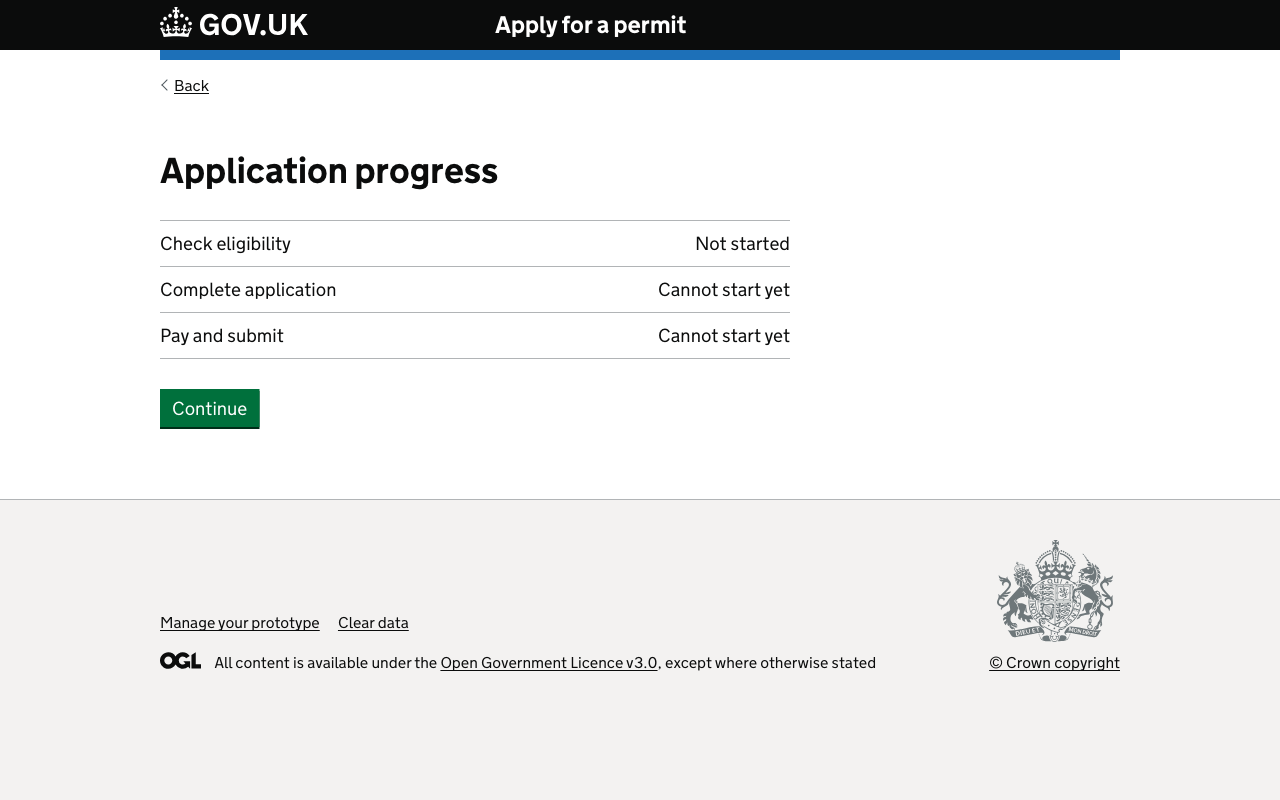 GOV.UK Apply for a permit
Back
Application progress
Check eligibility Not started
Complete application Cannot start yet
Pay and submit Cannot start yet
Continue
Manage your prototype Clear data
OGL All content is available under the Open Government Licence v3.0, except where otherwise stated
© Crown copyright